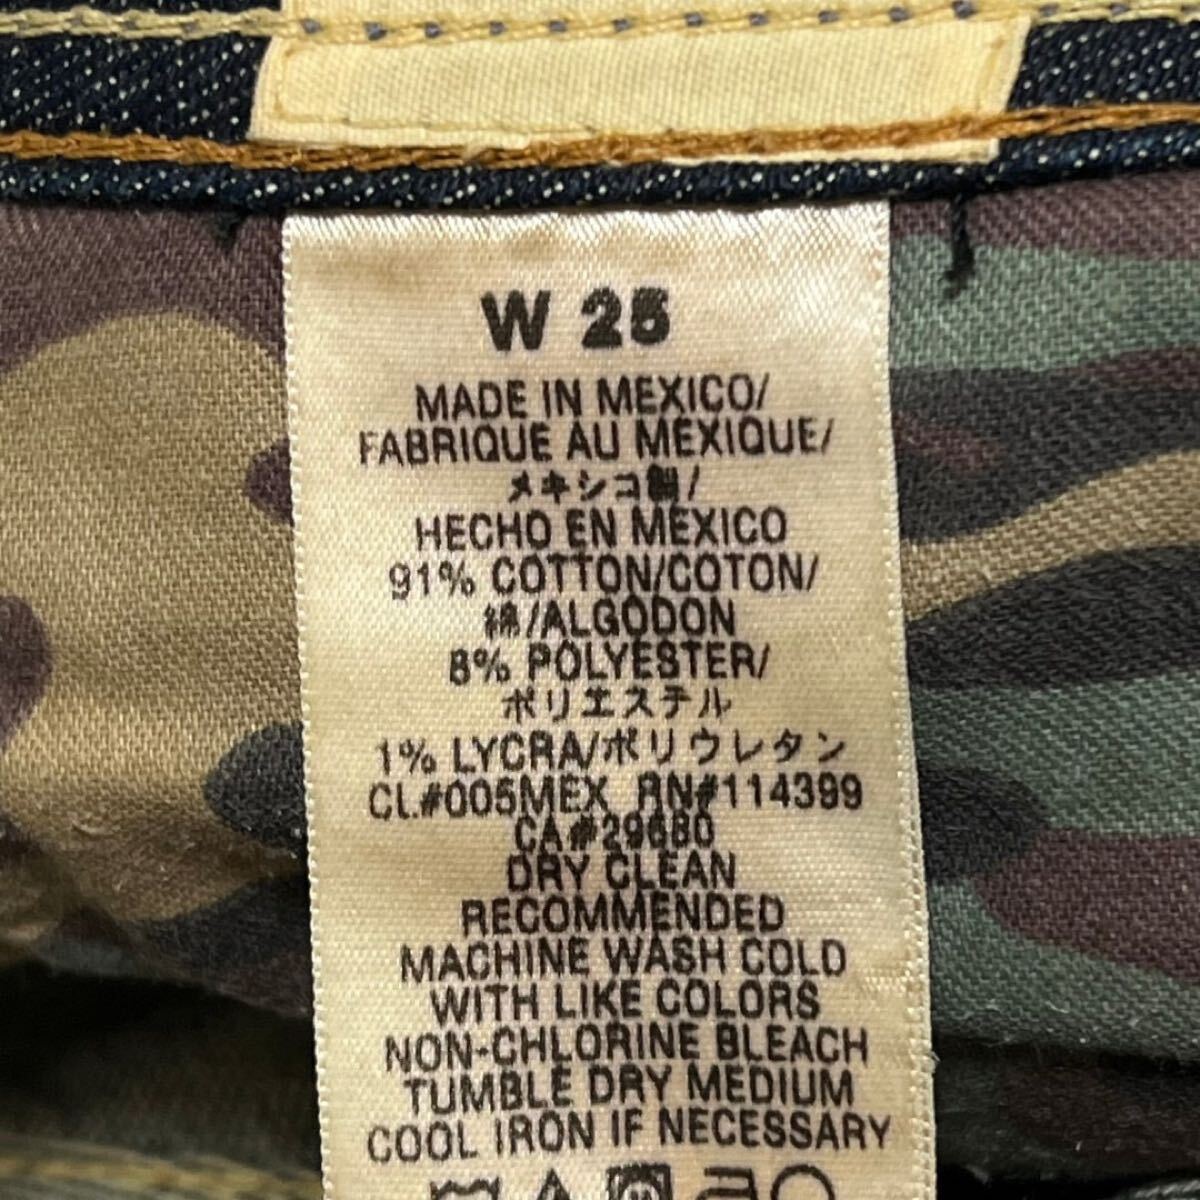 W 25
MADE IN MEXICO/
FABRIQUE AU MEXIQUE/
メキシコ製/
HECHO EN MEXICO
91% COTTON/COTON/
綿/ALGODON
8% POLYESTER/
ポリエステル
1% LYCRA/ポリウレタン
CL#005MEX RN#114399
CA#29680
DRY CLEAN
RECOMMENDED
MACHINE WASH COLD
WITH LIKE COLORS
NON-CHLORINE BLEACH
TUMBLE DRY MEDIUM
COOL IRON IF NECESSARY